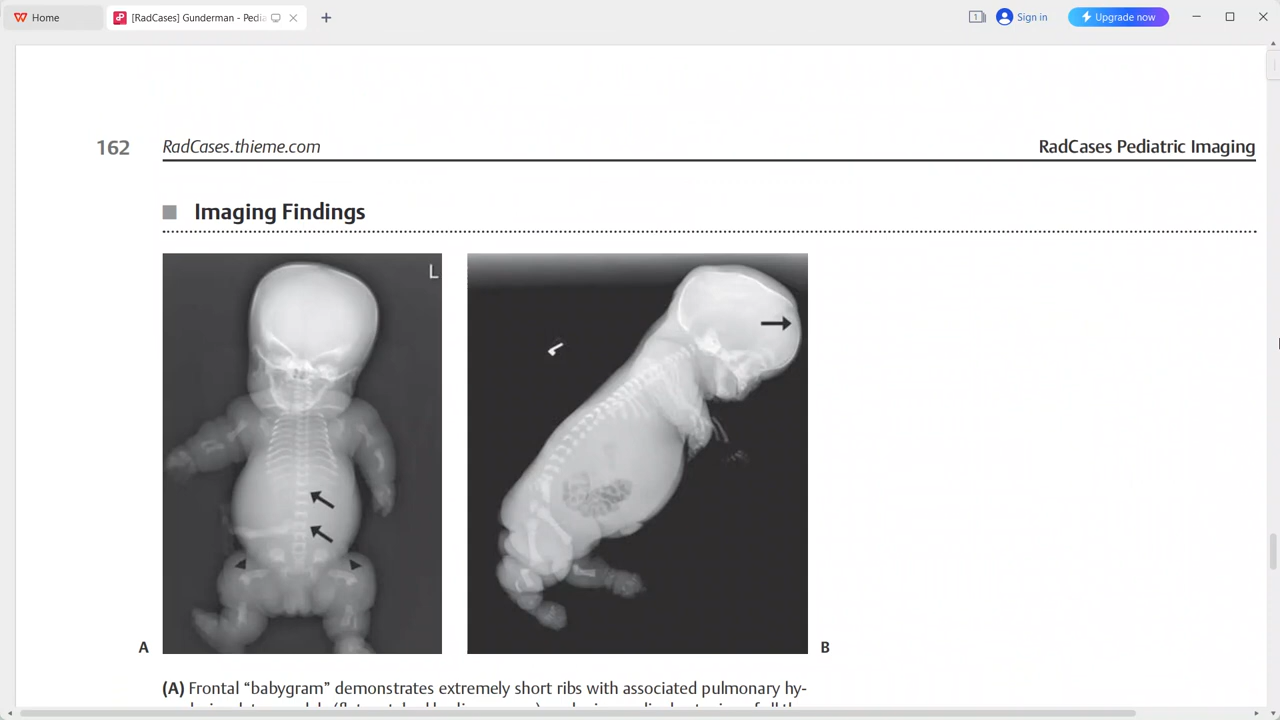 Home
[RadCases] Gunderman - Pedia
1
Sign in
Upgrade now
162
RadCases.thieme.com
RadCases Pediatric Imaging
Imaging Findings
L
A
B
(A) Frontal “babygram” demonstrates extremely short ribs with associated pulmonary hy-